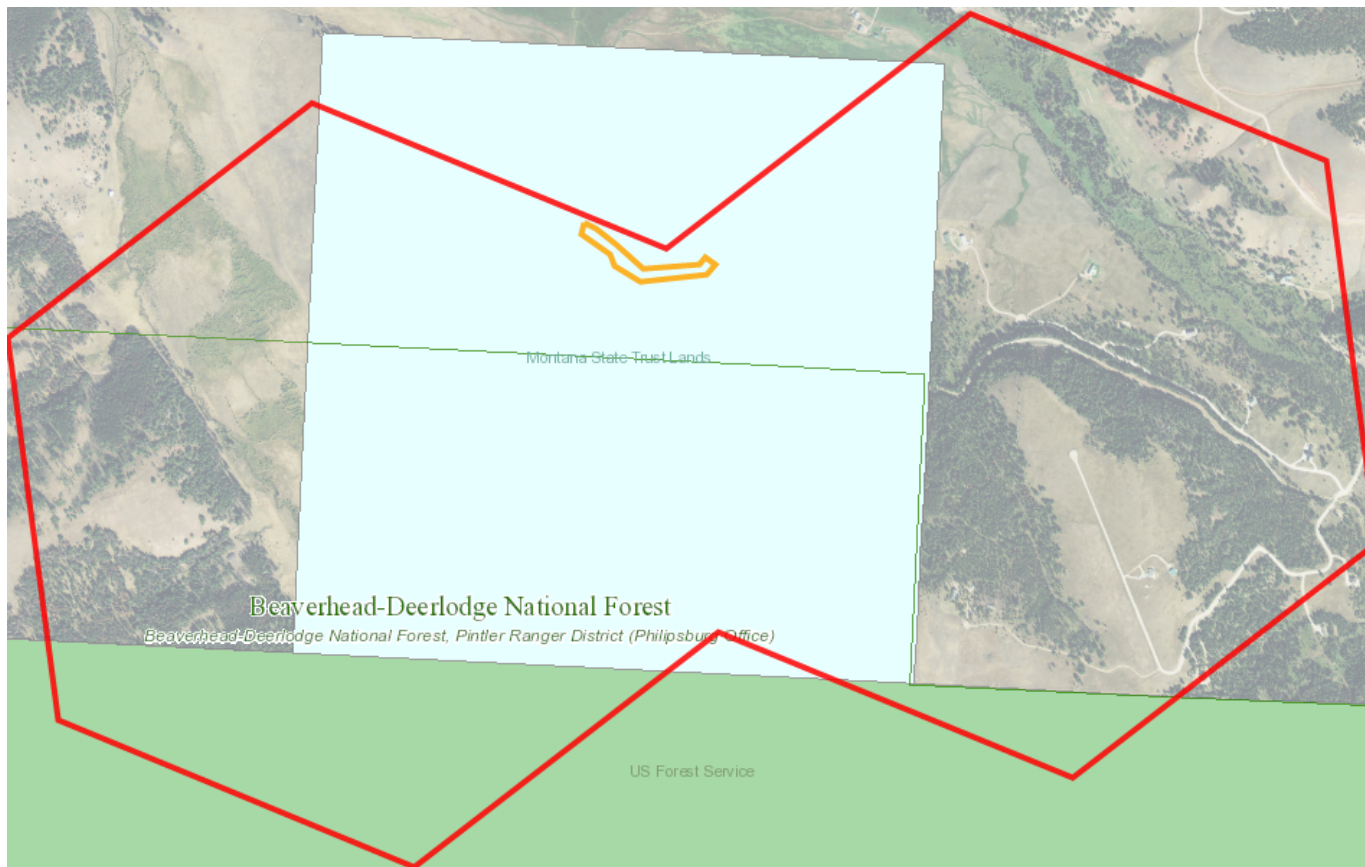 Montana State Trust Lands
Beaverhead-Deerlodge National Forest
Beaverhead-Deerlodge National Forest, Pintler Ranger District (Philipsburg Office)
US Forest Service